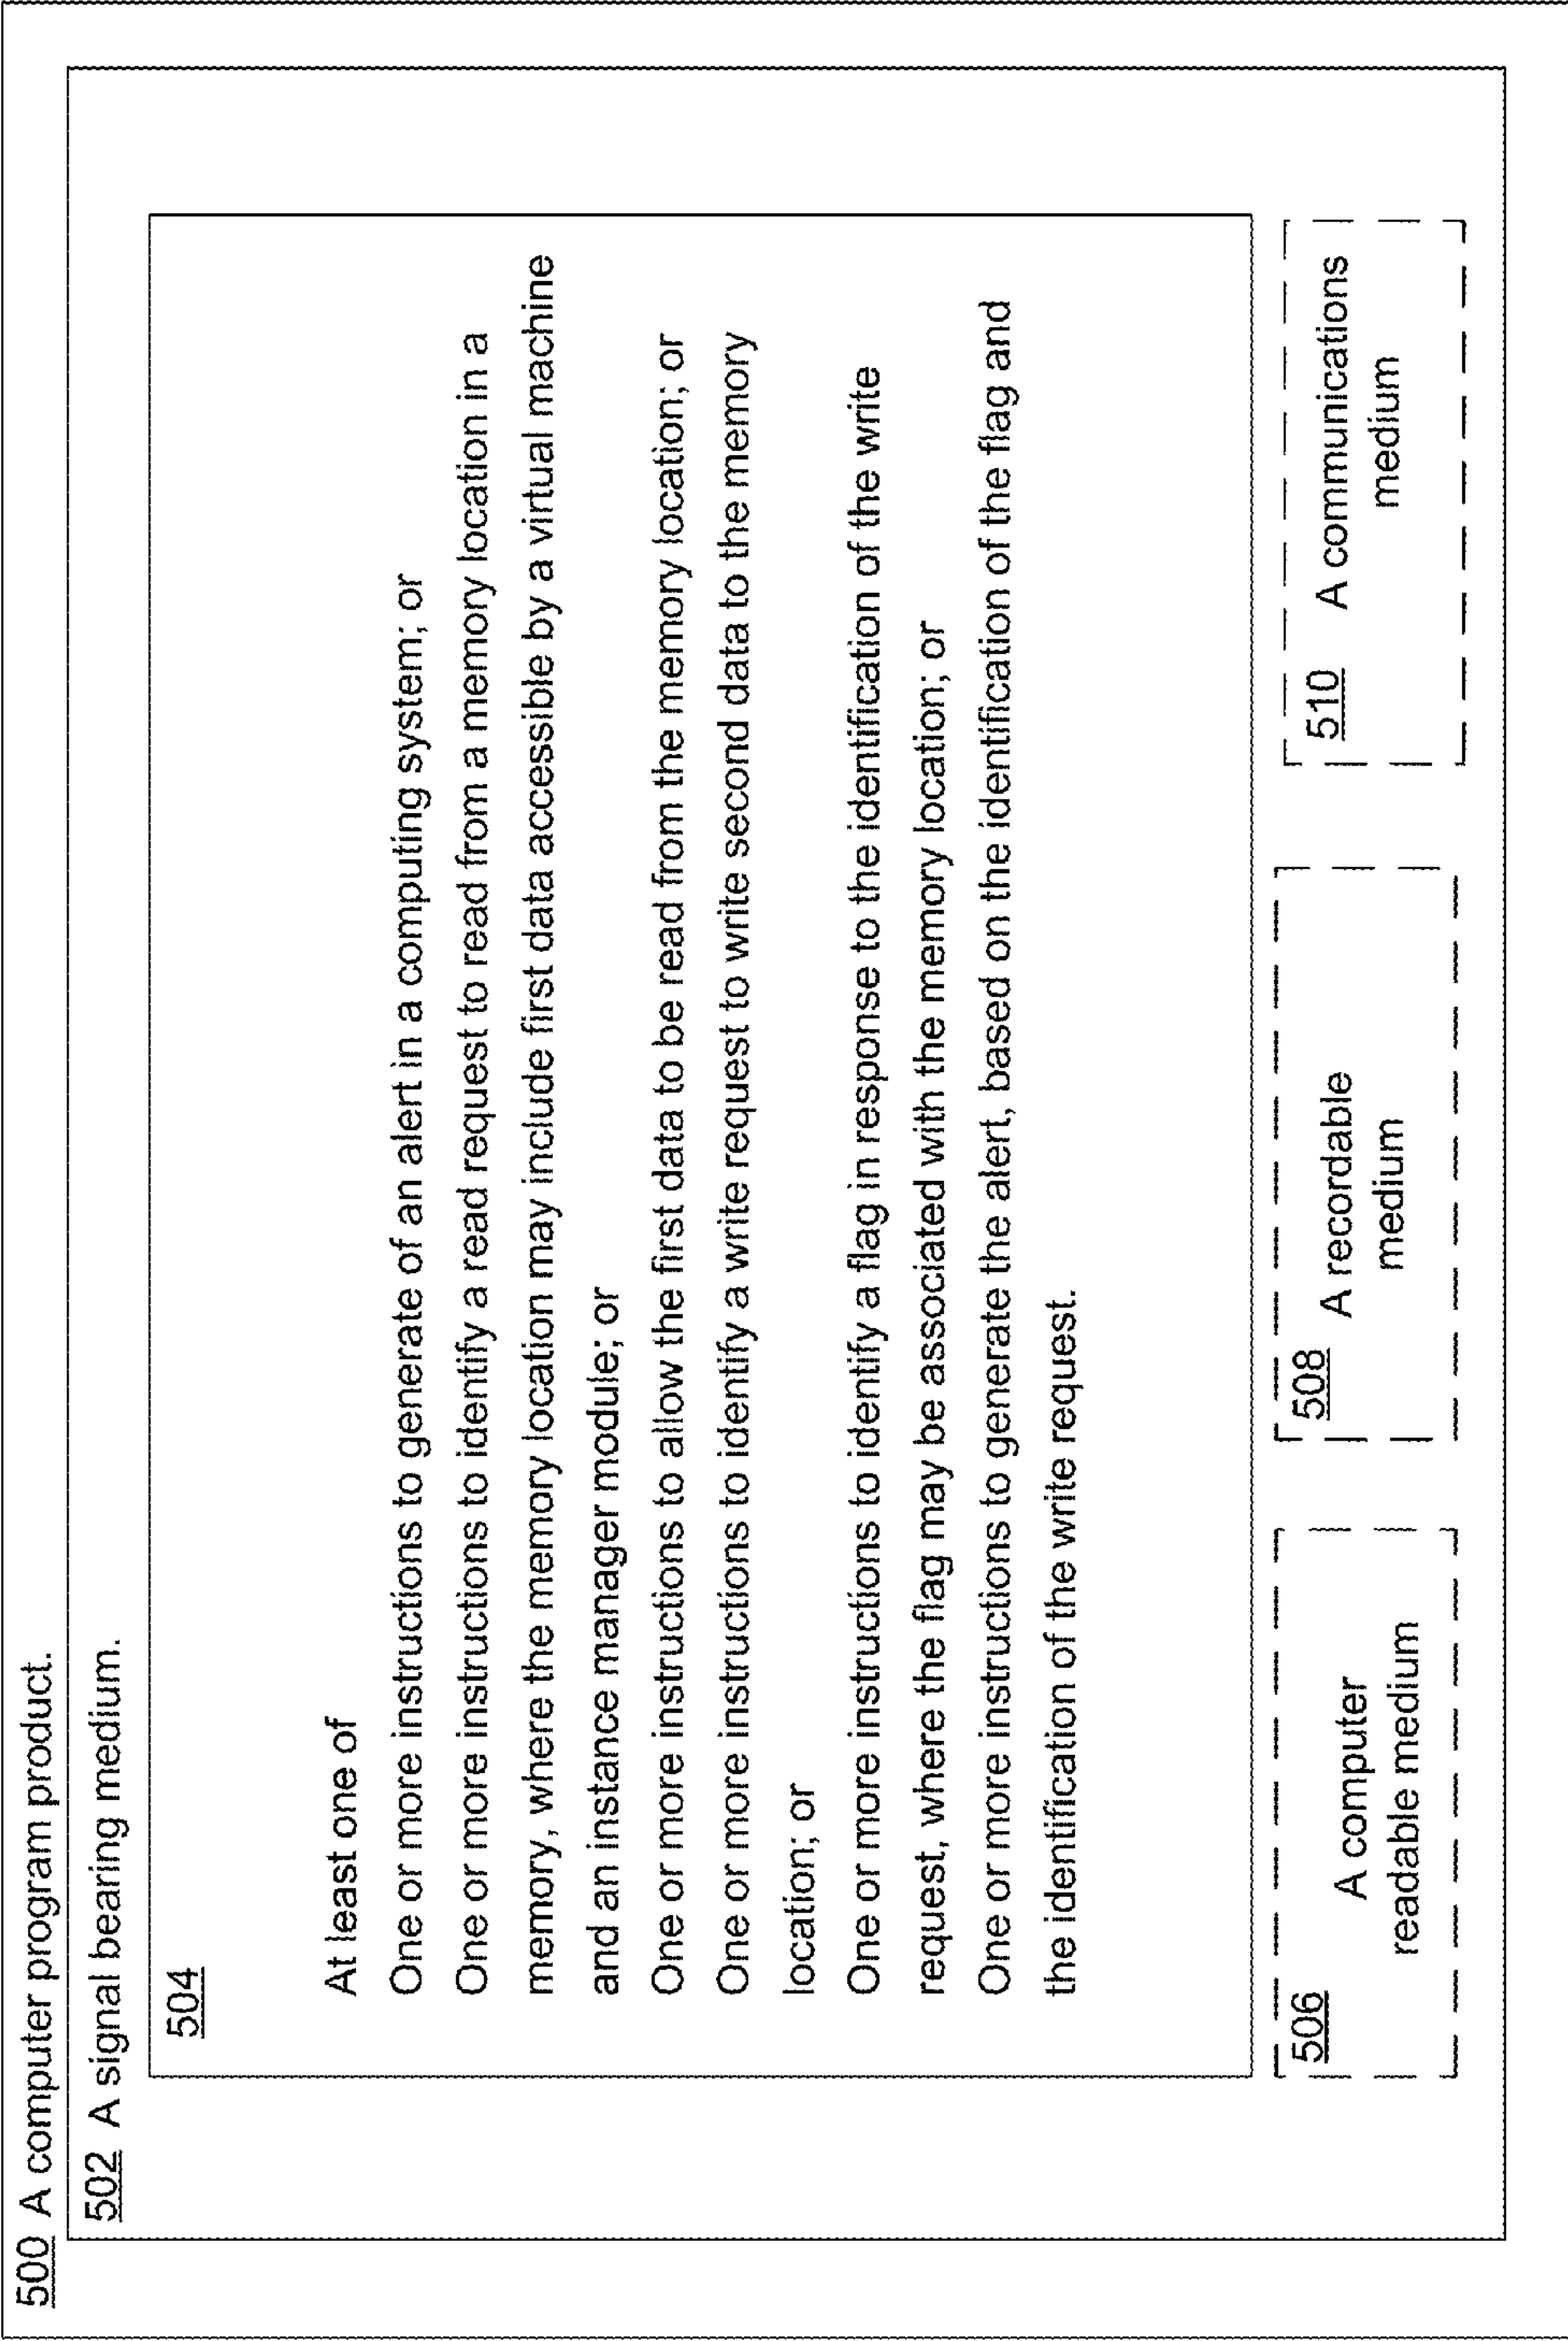 500 A computer program product.
502 A signal bearing medium.
504
At least one of
One or more instructions to generate of an alert in a computing system; or
One or more instructions to identify a read request to read from a memory location in a
memory, where the memory location may include first data accessible by a virtual machine
and an instance manager module; or
One or more instructions to allow the first data to be read from the memory location; or
One or more instructions to identify a write request to write second data to the memory
location; or
One or more instructions to identify a flag in response to the identification of the write
request, where the flag may be associated with the memory location; or
One or more instructions to generate the alert, based on the identification of the flag and
the identification of the write request.
506
A computer
readable medium
508
A recordable
medium
510
A communications
medium